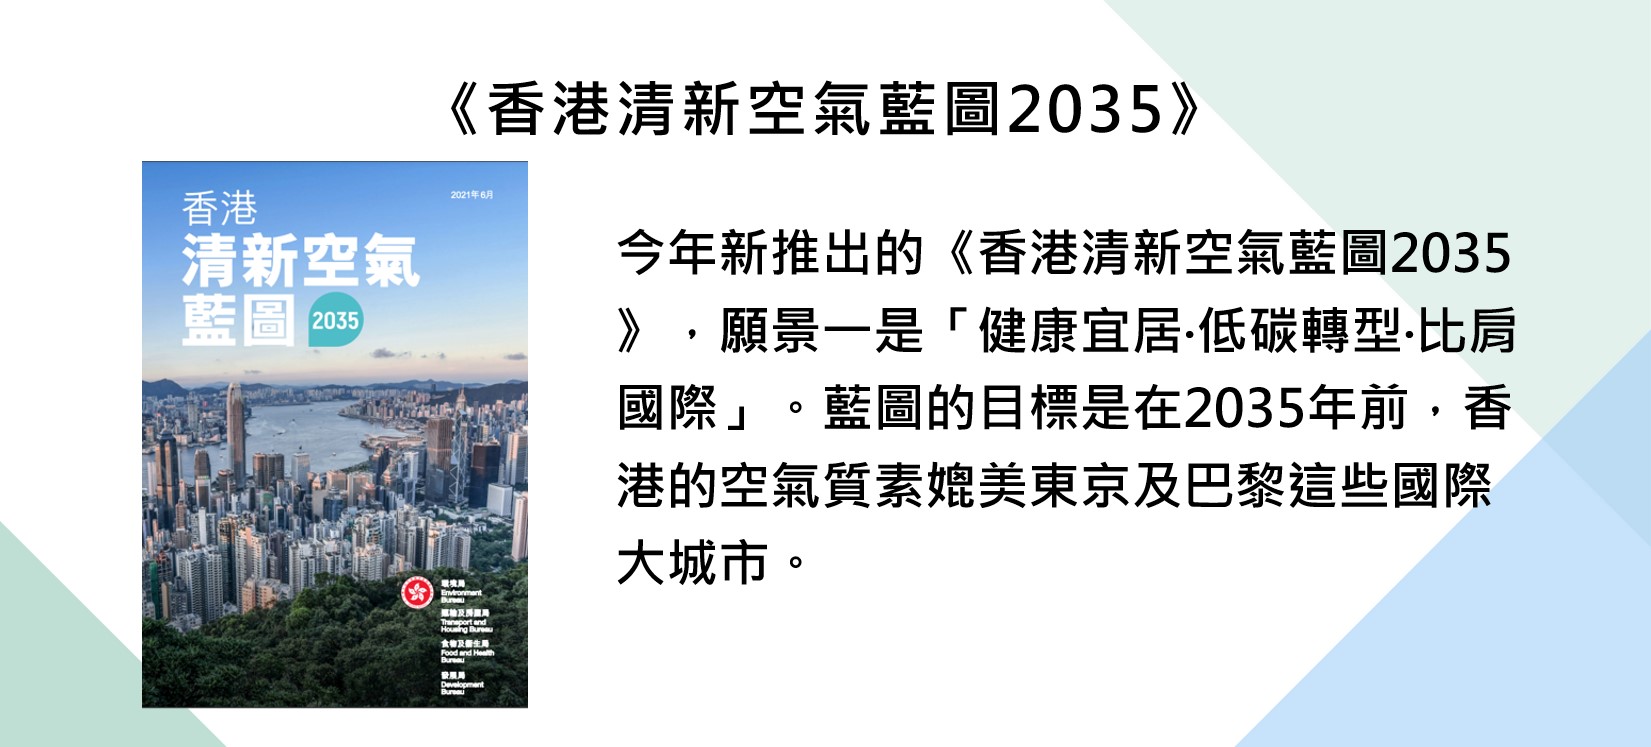 《香港清新空氣藍圖2035》
香港
2021年6月
清新空氣
藍圖 2035
環境局
Environment
Bureau
運輸及房屋局
Transport and
Housing Bureau
食物及衞生局
Food and Health
Bureau
發展局
Development
Bureau
今年新推出的《香港清新空氣藍圖2035
》，願景一是「健康宜居·低碳轉型·比肩
國際」。藍圖的目標是在2035年前，香
港的空氣質素媲美東京及巴黎這些國際
大城市。